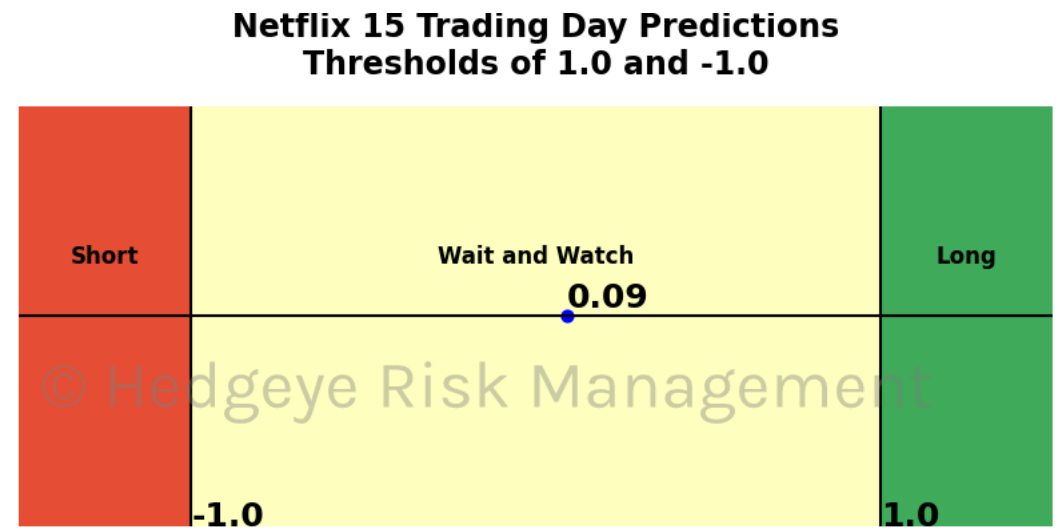 Netflix 15 Trading Day Predictions
Thresholds of 1.0 and -1.0
Short
Wait and Watch
Long
0.09
© Hedgeye Risk Management
-1.0
1.0